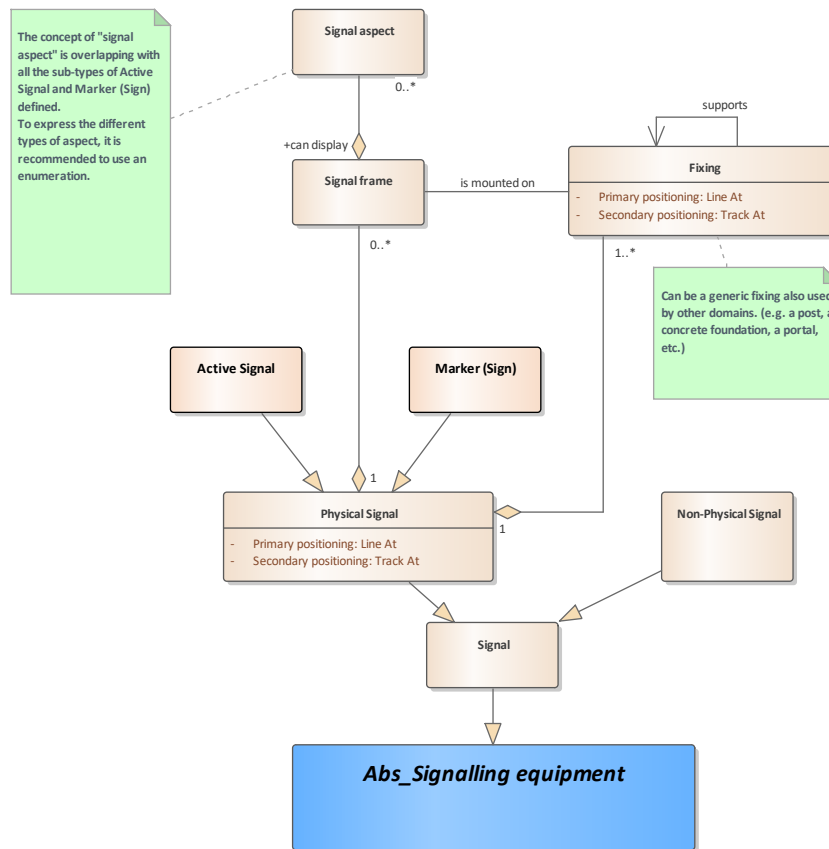 The concept of "signal
aspect" is overlapping with
all the sub-types of Active
Signal and Marker (Sign)
defined.
To express the different
types of aspect, it is
recommended to use an
enumeration.
Signal aspect
0..*
+can display
Signal frame
0..*
is mounted on
supports
Fixing
- Primary positioning: Line At
- Secondary positioning: Track At
1..*
Can be a generic fixing also used
by other domains. (e.g. a post,
concrete foundation, a portal,
etc.)
Active Signal
Marker (Sign)
1
Physical Signal
- Primary positioning: Line At
- Secondary positioning: Track At
1
Non-Physical Signal
Signal
Abs_Signalling equipment